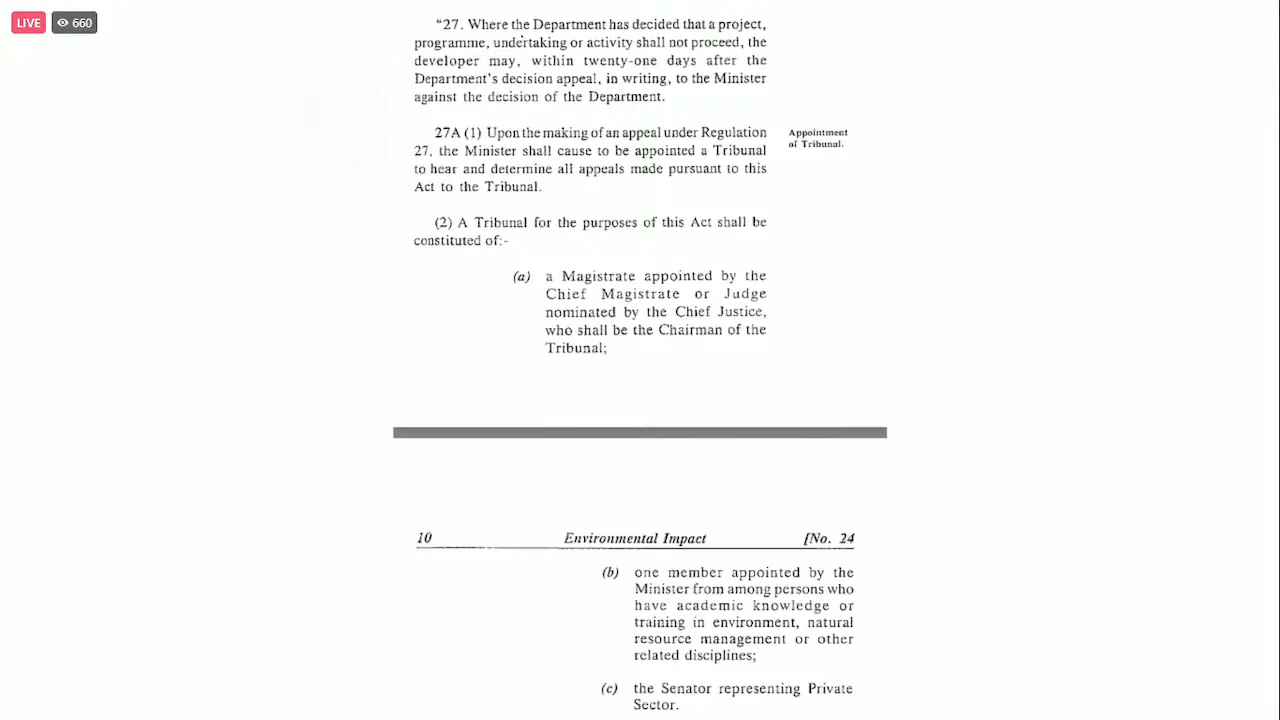 LIVE 660
"27. Where the Department has decided that a project,
programme, undertaking or activity shall not proceed, the
developer may, within twenty-one days after the
Department's decision appeal, in writing, to the Minister
against the decision of the Department.
27A (1) Upon the making of an appeal under Regulation
27, the Minister shall cause to be appointed a Tribunal
to hear and determine all appeals made pursuant to this
Act to the Tribunal.
Appointment
of Tribunal.
(2) A Tribunal for the purposes of this Act shall be
constituted of:-
(a) a Magistrate appointed by the
Chief Magistrate or Judge
nominated by the Chief Justice,
who shall be the Chairman of the
Tribunal;
10 Environmental Impact [No. 24
(b) one member appointed by the
Minister from among persons who
have academic knowledge or
training in environment, natural
resource management or other
related disciplines;
(c) the Senator representing Private
Sector.